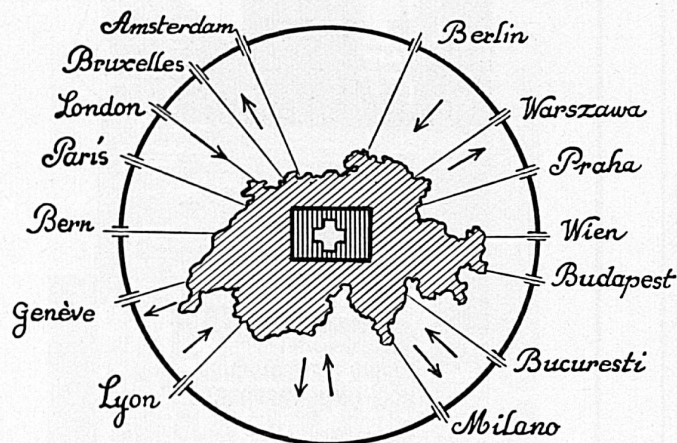 Amsterdam
Bruxelles
London
Paris
Bern
Genève
Lyon
Berlin
Warszawa
Praha
Wien
Budapest
Bucuresti
Milano